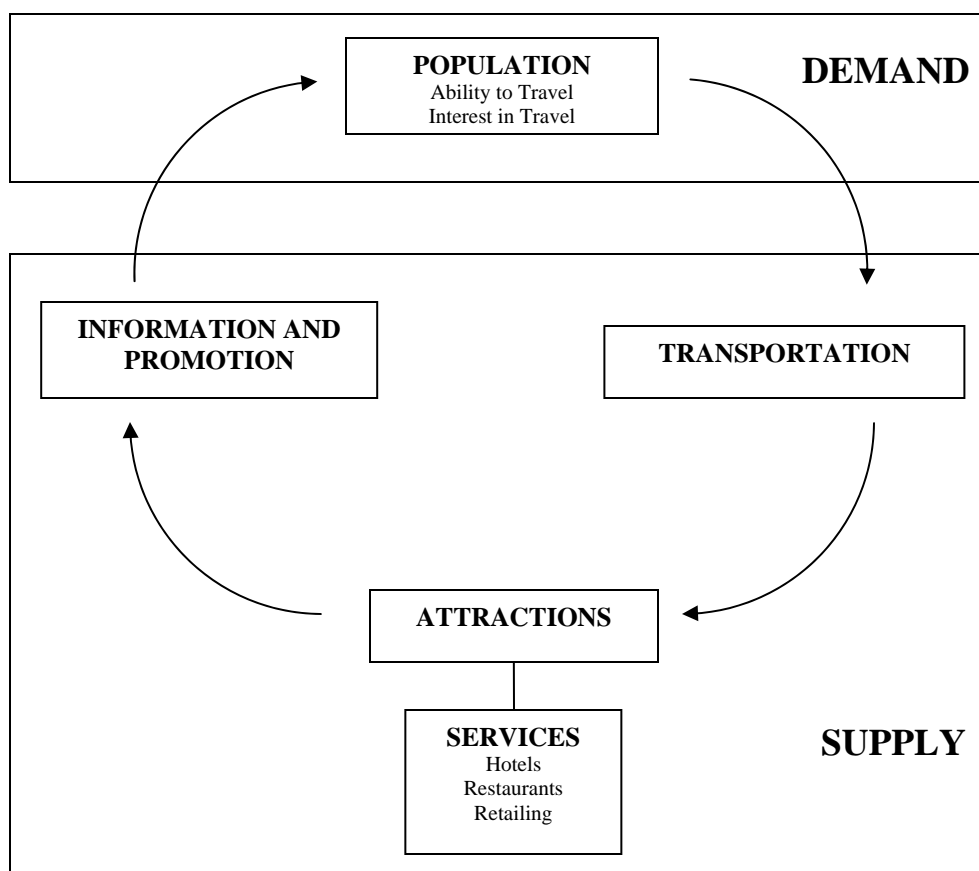 POPULATION
Ability to Travel
Interest in Travel
DEMAND
INFORMATION AND
PROMOTION
TRANSPORTATION
ATTRACTIONS
SERVICES
Hotels
Restaurants
Retailing
SUPPLY